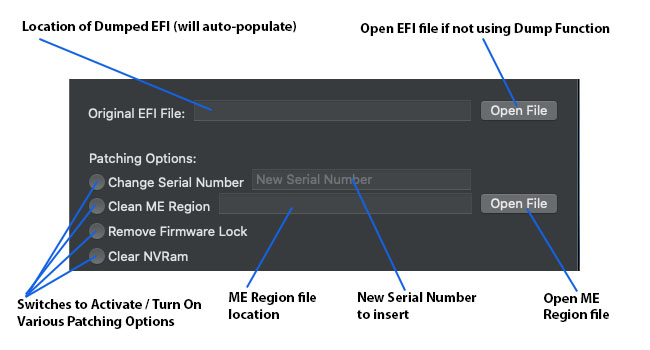 Location of Dumped EFI (will auto-populate)
Open EFI file if not using Dump Function
Original EFI File:
Open File
Patching Options:
Change Serial Number
New Serial Number
Clean ME Region
Open File
Remove Firmware Lock
Clear NVRam
Switches to Activate / Turn On
Various Patching Options
ME Region file
location
New Serial Number
to insert
Open ME
Region file